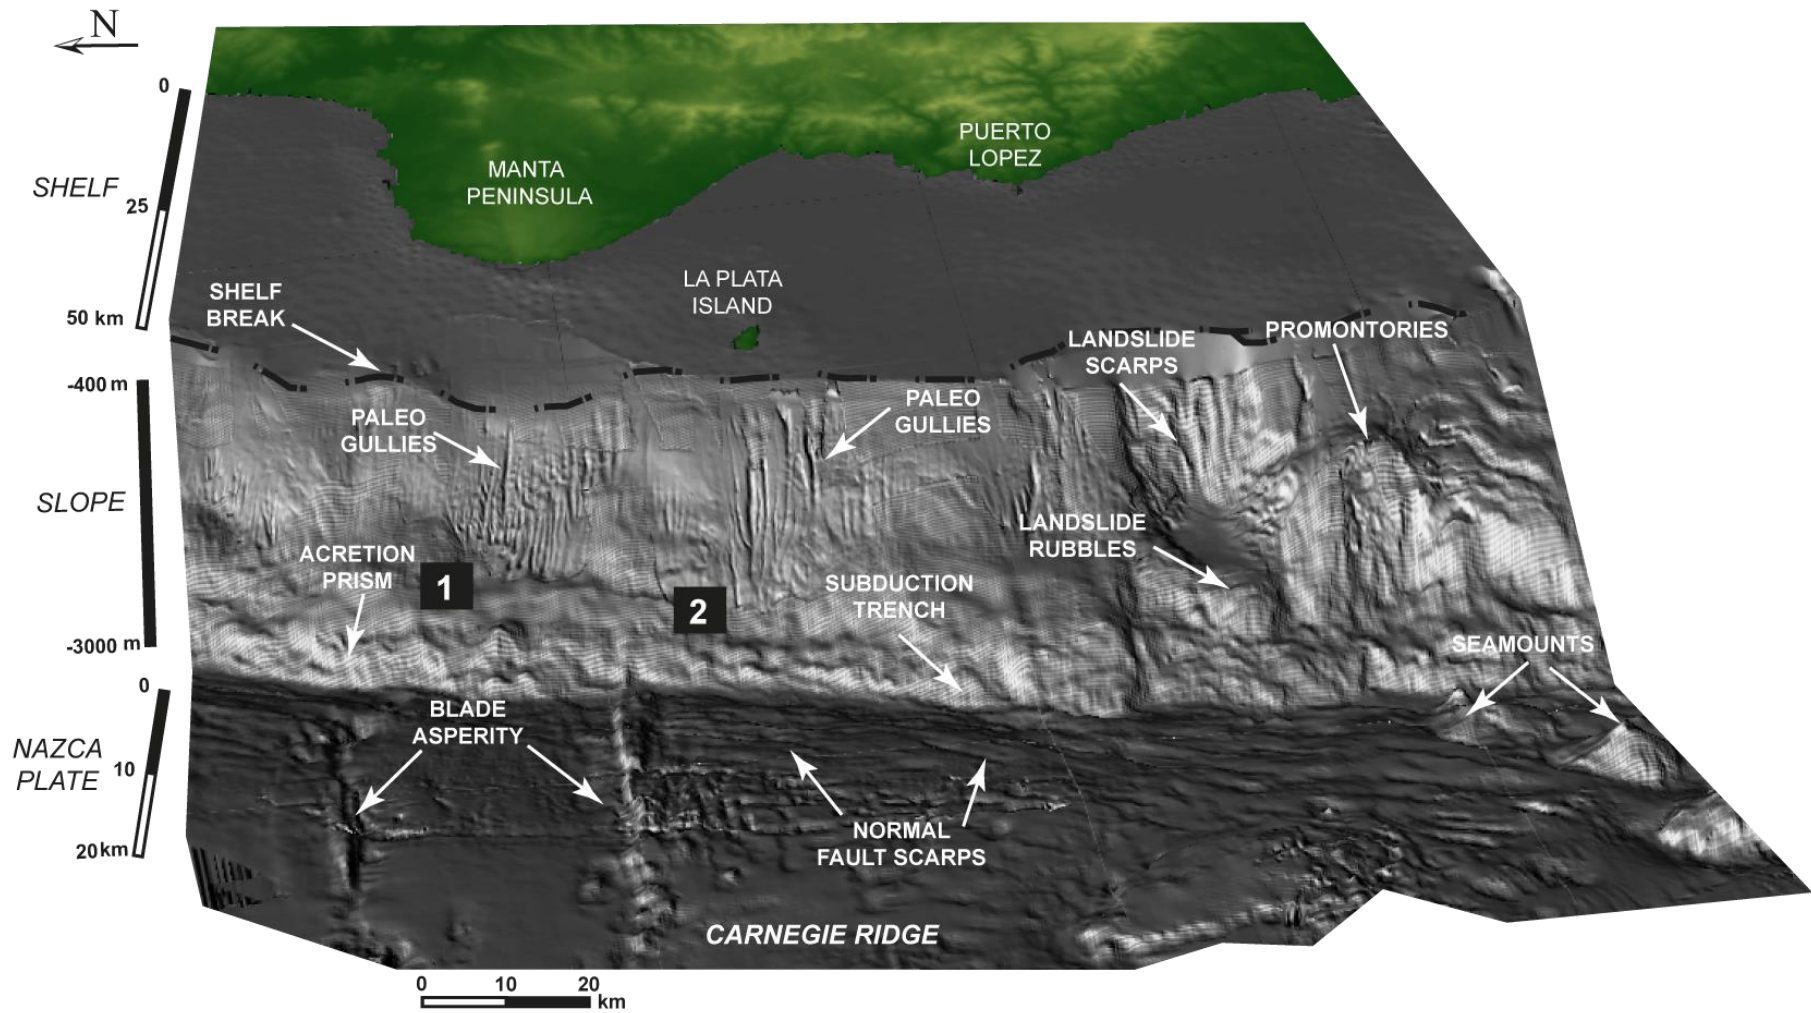 N
0
SHELF
25
50 km
MANTA
PENINSULA
PUERTO
LOPEZ
LA PLATA
ISLAND
SHELF
BREAK
LANDSLIDE
SCARPS
PROMONTORIES
-400 m
PALEO
GULLIES
PALEO
GULLIES
SLOPE
LANDSLIDE
RUBBLES
ACRETION
PRISM
1
2
SUBDUCTION
TRENCH
-3000 m
SEAMOUNTS
0
BLADE
ASPERITY
NAZCA
PLATE
10
NORMAL
FAULT SCARPS
20km
CARNEGIE RIDGE
0 10 20
km